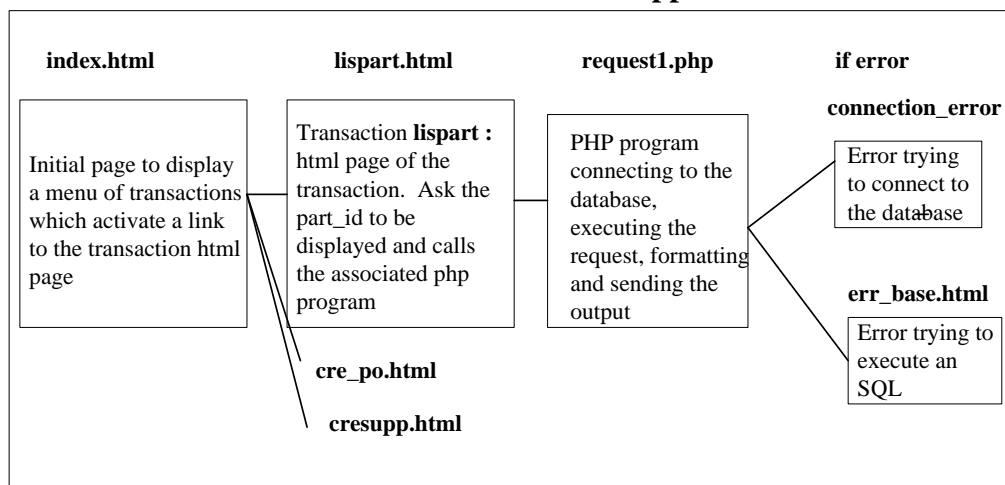 index.html
lispart.html
request1.php
if error
connection_error
Initial page to display
a menu of transactions
which activate a link
to the transaction html
page
Transaction lispart :
html page of the
transaction. Ask the
part_id to be
displayed and calls
the associated php
program
PHP program
connecting to the
database,
executing the
request, formatting
and sending the
output
Error trying
to connect to
the database
err_base.html
Error trying to
execute an
SQL
cre_po.html
cresupp.html